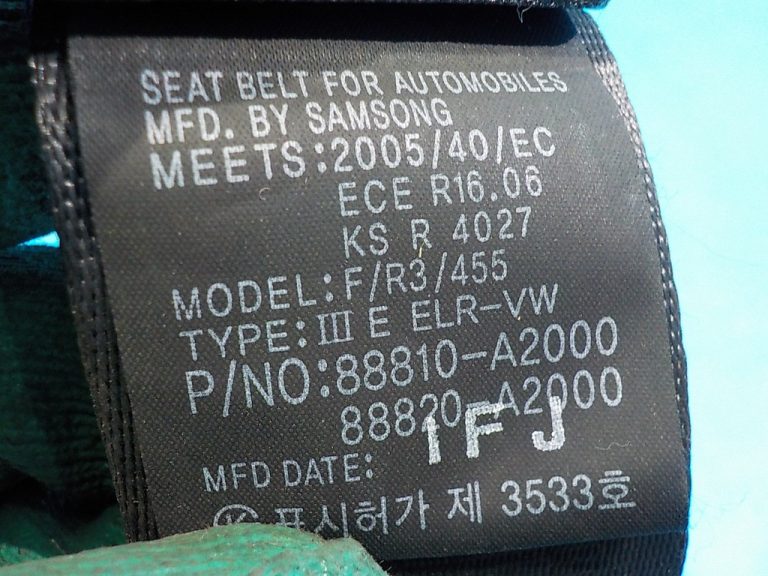 SEAT BELT FOR AUTOMOBILES
MFD. BY SAMSONG
MEETS:2005/40/EC
ECE R16.06
KS R 4027
MODEL:F/R3/455
TYPE:III E ELR-VW
P/NO:88810-A2000
88820-A2000
1FJ
MFD DATE:
Ⓚ 표시허가 제 3533호